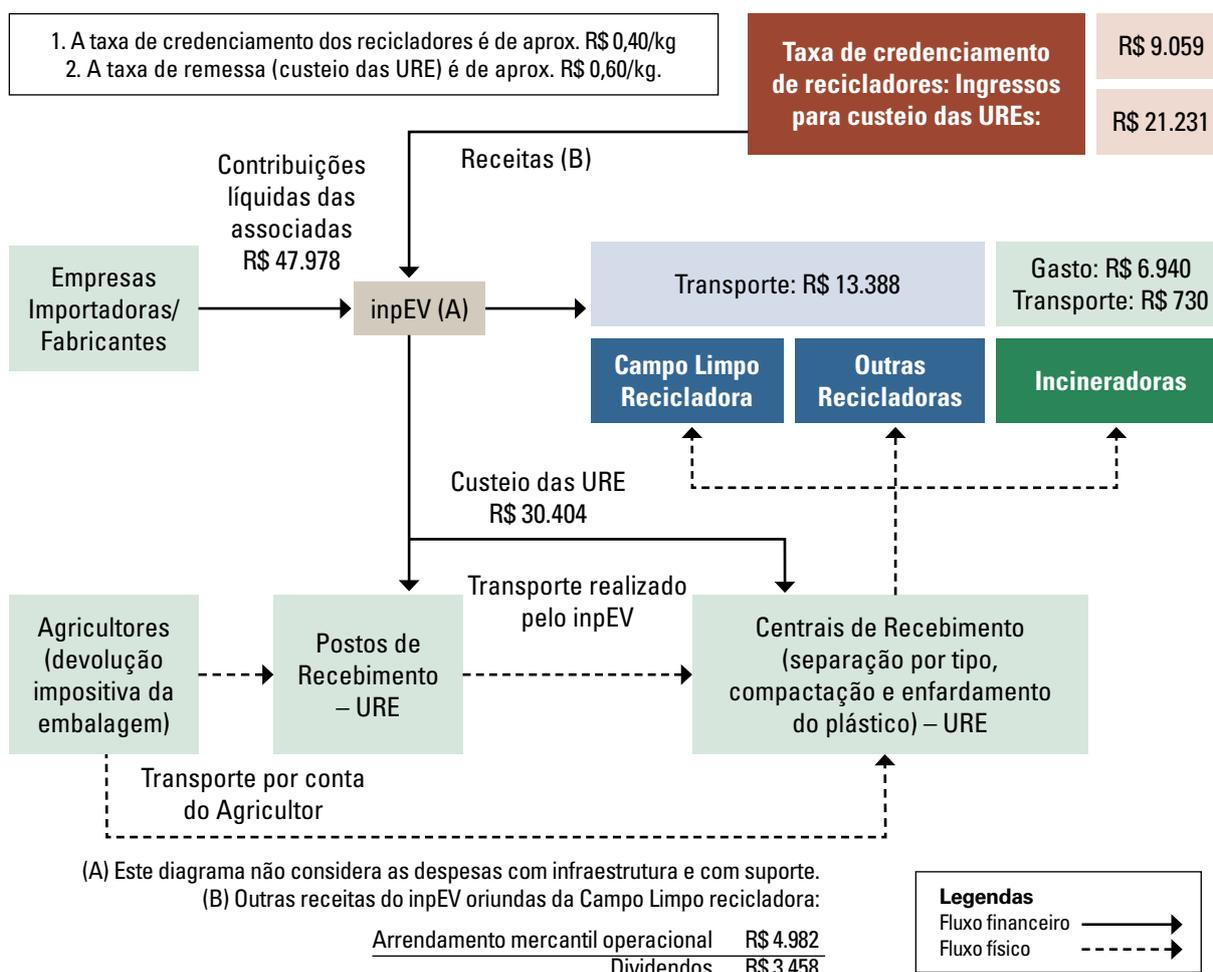 1. A taxa de credenciamento dos recicladores é de aprox. R$ 0,40/kg
2. A taxa de remessa (custeio das URE) é de aprox. R$ 0,60/kg.
Taxa de credenciamento
de recicladores: Ingressos
para custeio das UREs:
R$ 9.059
R$ 21.231
Receitas (B)
Contribuições
líquidas das
associadas
R$ 47.978
Empresas
Importadoras/
Fabricantes
inpEV (A)
Transporte: R$ 13.388
Gasto: R$ 6.940
Transporte: R$ 730
Campo Limpo
Recicladora
Outras
Recicladoras
Incineradoras
Custeio das URE
R$ 30.404
Agricultores
(devolução
impositiva da
embalagem)
Postos de
Recebimento
– URE
Transporte realizado
pelo inpEV
Centrais de Recebimento
(separação por tipo,
compactação e enfardamento
do plástico) – URE
Transporte por conta
do Agricultor
(A) Este diagrama não considera as despesas com infraestrutura e com suporte.
(B) Outras receitas do inpEV oriundas da Campo Limpo recicladora:
Arrendamento mercantil operacional R$ 4.982
Dividendos R$ 3.458
Legendas
Fluxo financeiro
Fluxo físico